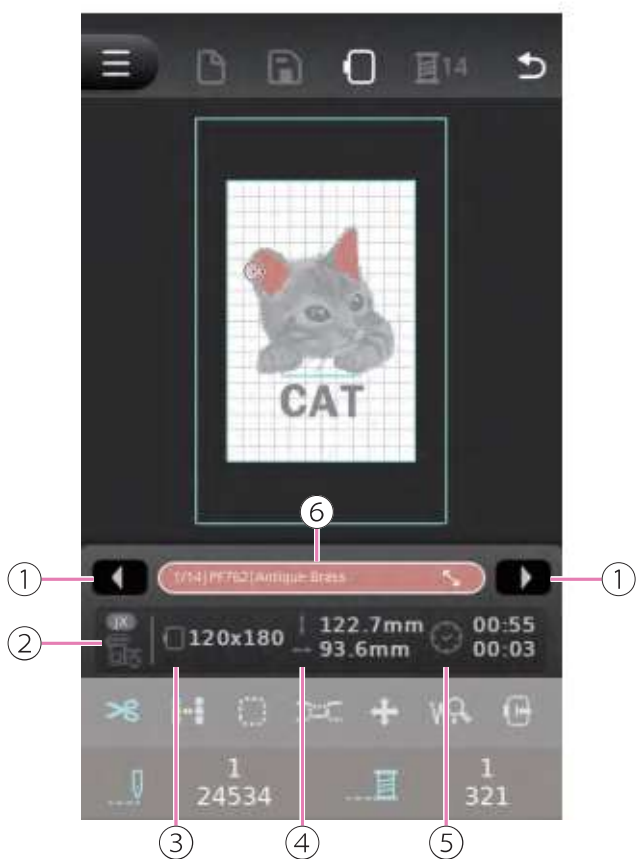 14
CAT
⑥
①
1/14|PF762|Antique Brass
①
②
JX
120x180
122.7mm
93.6mm
00:55
00:03
1
24534
1
321
③
④
⑤